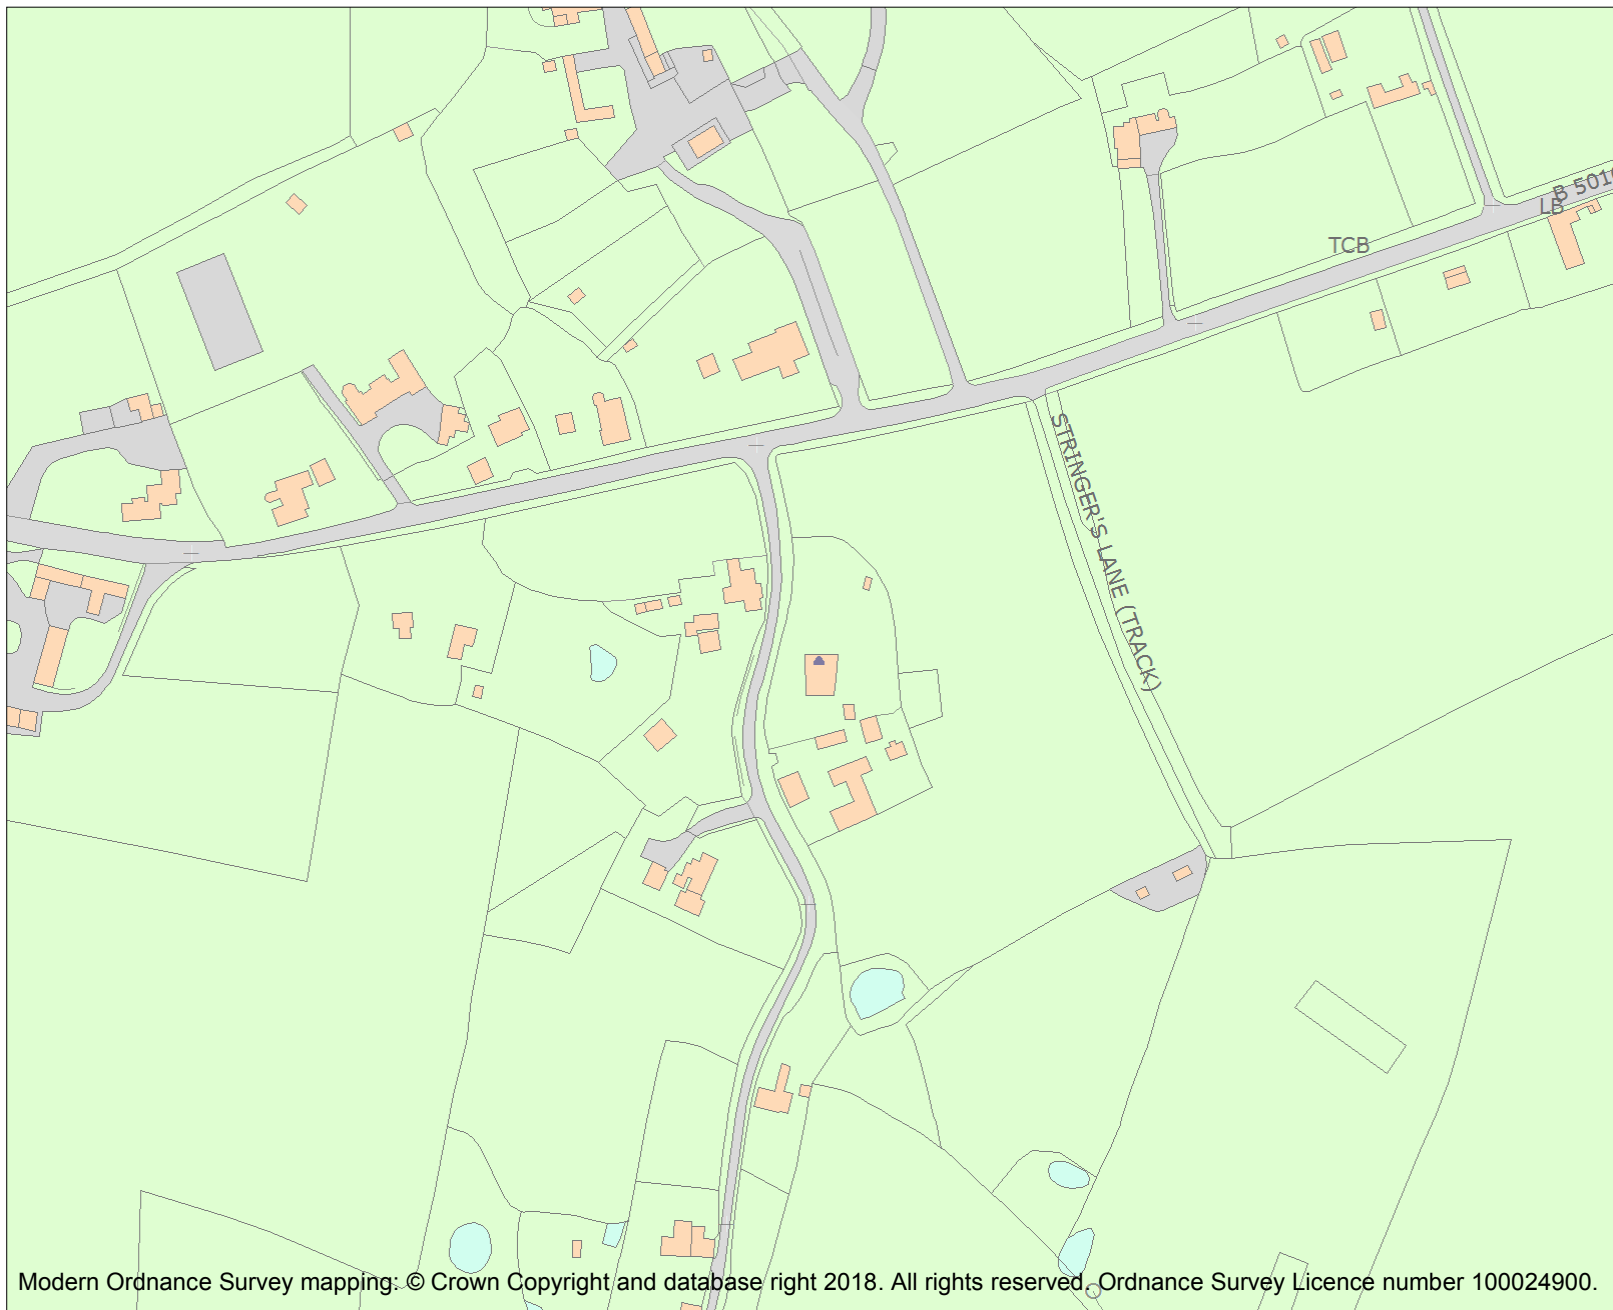 B 501
LB
TCB
STRINGER'S LANE (TRACK)
Modern Ordnance Survey mapping: © Crown Copyright and database right 2018. All rights reserved. Ordnance Survey Licence number 100024900.